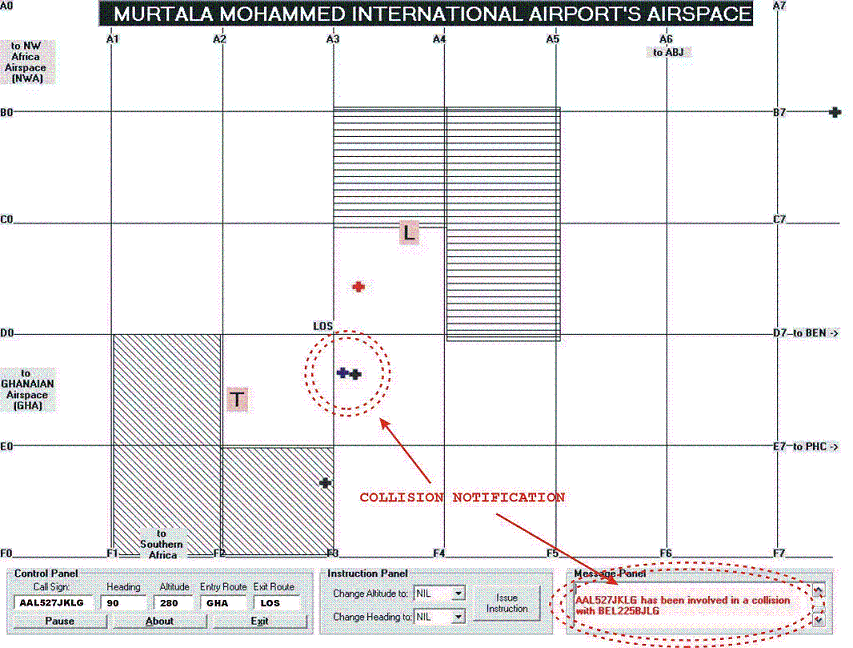 A0
MURTALA MOHAMMED INTERNATIONAL AIRPORT'S AIRSPACE
A7
A1
A2
A3
A4
A5
A6
to NW
Africa
Airspace
(NWA)
to ABJ
B0
B7
C0
C7
L
LOS
D0
D7
to BEN ->
to
GHANAIAN
Airspace
(GHA)
T
E0
E7
to PHC ->
COLLISION NOTIFICATION
to
Southern
Africa
F0
F1
F2
F3
F4
F5
F6
F7
Control Panel
Call Sign:
Heading
Altitude
Entry Route
Exit Route
AAL527JKLG
90
280
GHA
LOS
Pause
About
Exit
Instruction Panel
Change Altitude to:
NIL
Change Heading to:
NIL
Issue
Instruction
Message Panel
AAL527JKLG has been involved in a collision
with BEL225BJLG